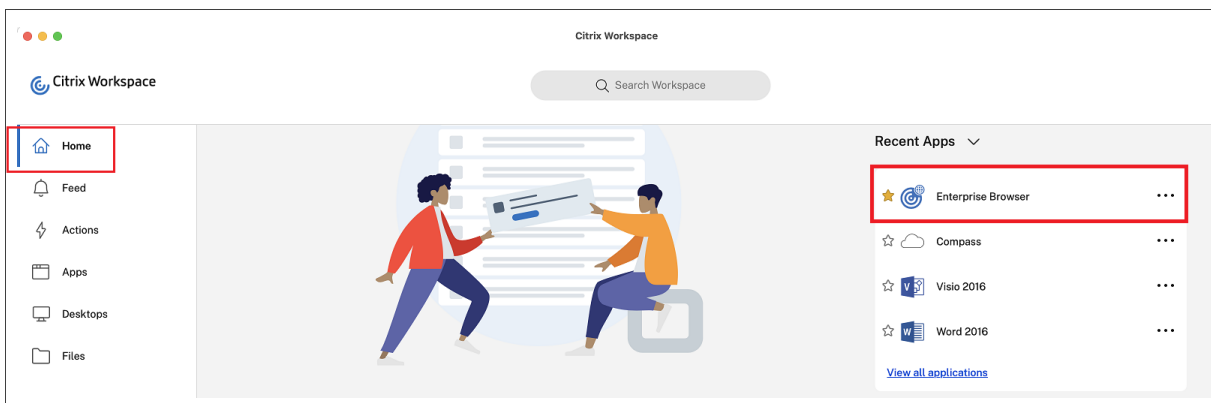 Citrix Workspace
Citrix Workspace
Search Workspace
Home
Feed
Actions
Apps
Desktops
Files
Recent Apps
Enterprise Browser
Compass
Visio 2016
Word 2016
View all applications